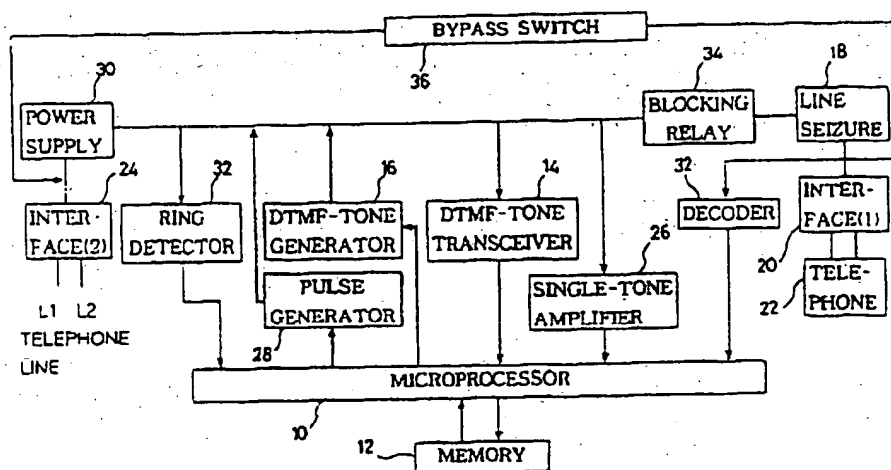 BYPASS SWITCH
36
30
34
18
POWER
SUPPLY
BLOCKING
RELAY
LINE
SEIZURE
24
32
16
14
32
INTER-
FACE(2)
RING
DETECTOR
DTMF-TONE
GENERATOR
DTMF-TONE
TRANSCEIVER
DECODER
INTER-
FACE(1)
20
26
PULSE
GENERATOR
28
SINGLE-TONE
AMPLIFIER
TELE-
PHONE
22
L1 L2
TELEPHONE
LINE
MICROPROCESSOR
10
12
MEMORY